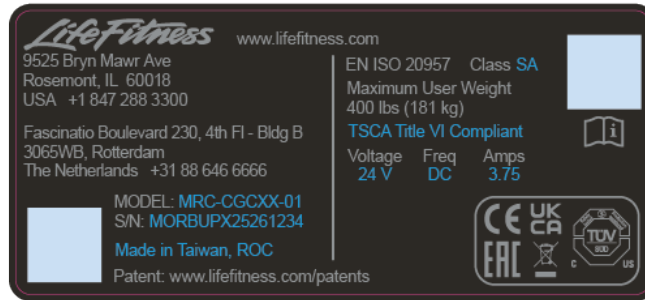 LifeFitness www.lifefitness.com
9525 Bryn Mawr Ave
Rosemont, IL 60018
USA +1 847 288 3300
Fascinatio Boulevard 230, 4th Fl - Bldg B
3065WB, Rotterdam
The Netherlands +31 88 646 6666
MODEL: MRC-CGCXX-01
S/N: MORBUPX25261234
Made in Taiwan, ROC
Patent: www.lifefitness.com/patents
EN ISO 20957 Class SA
Maximum User Weight
400 lbs (181 kg)
TSCA Title VI Compliant
Voltage Freq Amps
24 V DC 3.75
i
CE UK CA
EAC
TÜV
C US